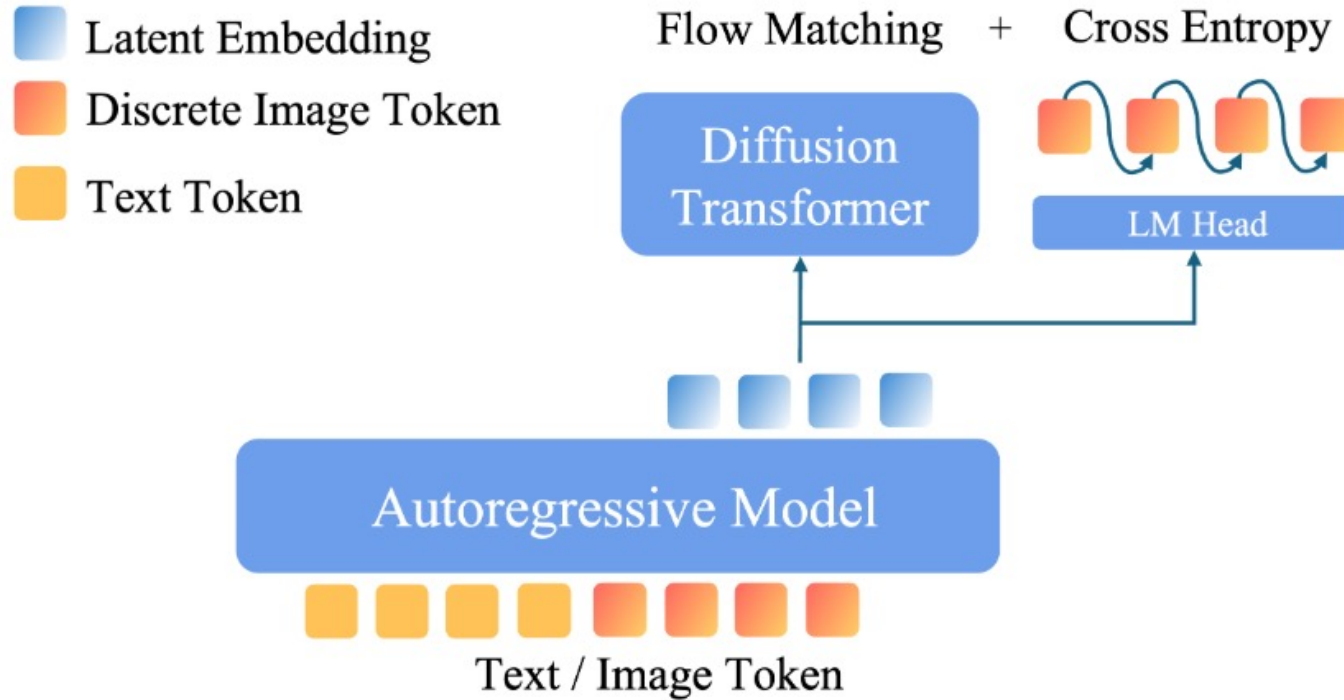 Latent Embedding
Discrete Image Token
Text Token
Flow Matching + Cross Entropy
Diffusion
Transformer
LM Head
Autoregressive Model
Text / Image Token